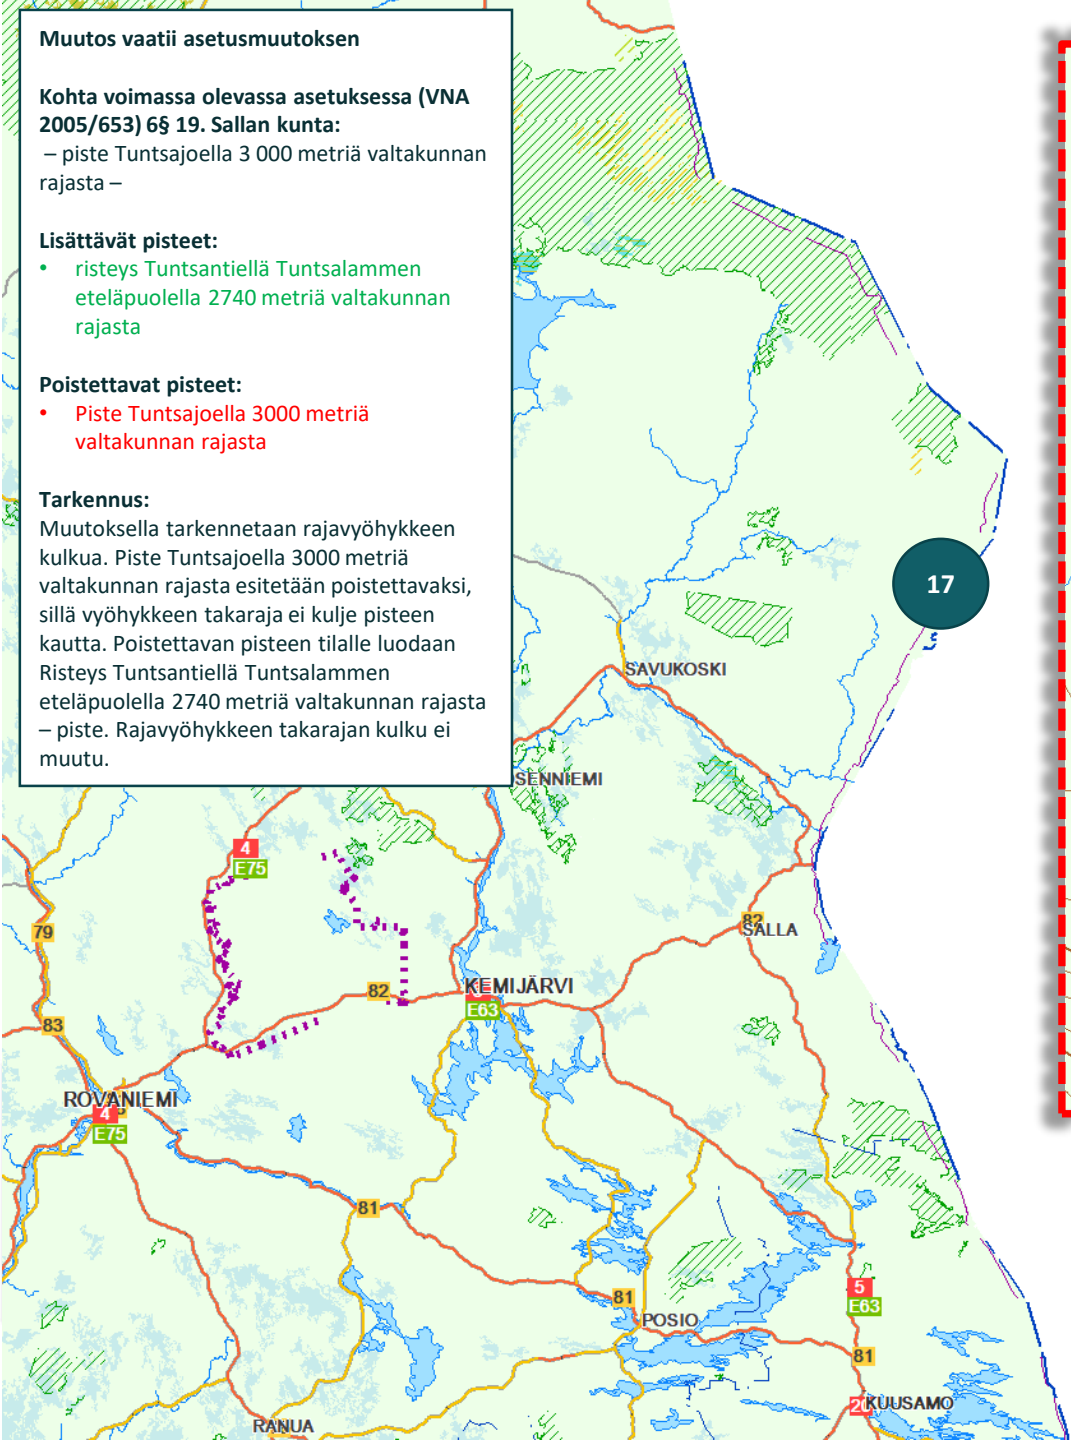 Muutos vaatii asetusmuutoksen
Kohta voimassa olevassa asetuksessa (VNA
2005/653) 6§ 19. Sallan kunta:
– piste Tuntsajoella 3 000 metriä valtakunnan
rajasta –
Lisättävät pisteet:
• risteys Tuntsantiellä Tuntsalammen
eteläpuolella 2740 metriä valtakunnan
rajasta
Poistettavat pisteet:
• Piste Tuntsajoella 3000 metriä
valtakunnan rajasta
Tarkennus:
Muutoksella tarkennetaan rajavyöhykkeen
kulkua. Piste Tuntsajoella 3000 metriä
valtakunnan rajasta esitetään poistettavaksi,
sillä vyöhykkeen takaraja ei kulje pisteen
kautta. Poistettavan pisteen tilalle luodaan
Risteys Tuntsantiellä Tuntsalammen
eteläpuolella 2740 metriä valtakunnan rajasta
– piste. Rajavyöhykkeen takarajan kulku ei
muutu.
17
SAVUKOSKI
SENNIEMI
4
E75
79
82
SALLA
82
KEMIJÄRVI
E63
83
ROVANIEMI
4
E75
81
5
E63
81
POSIO
81
KUUSAMO
RANUA